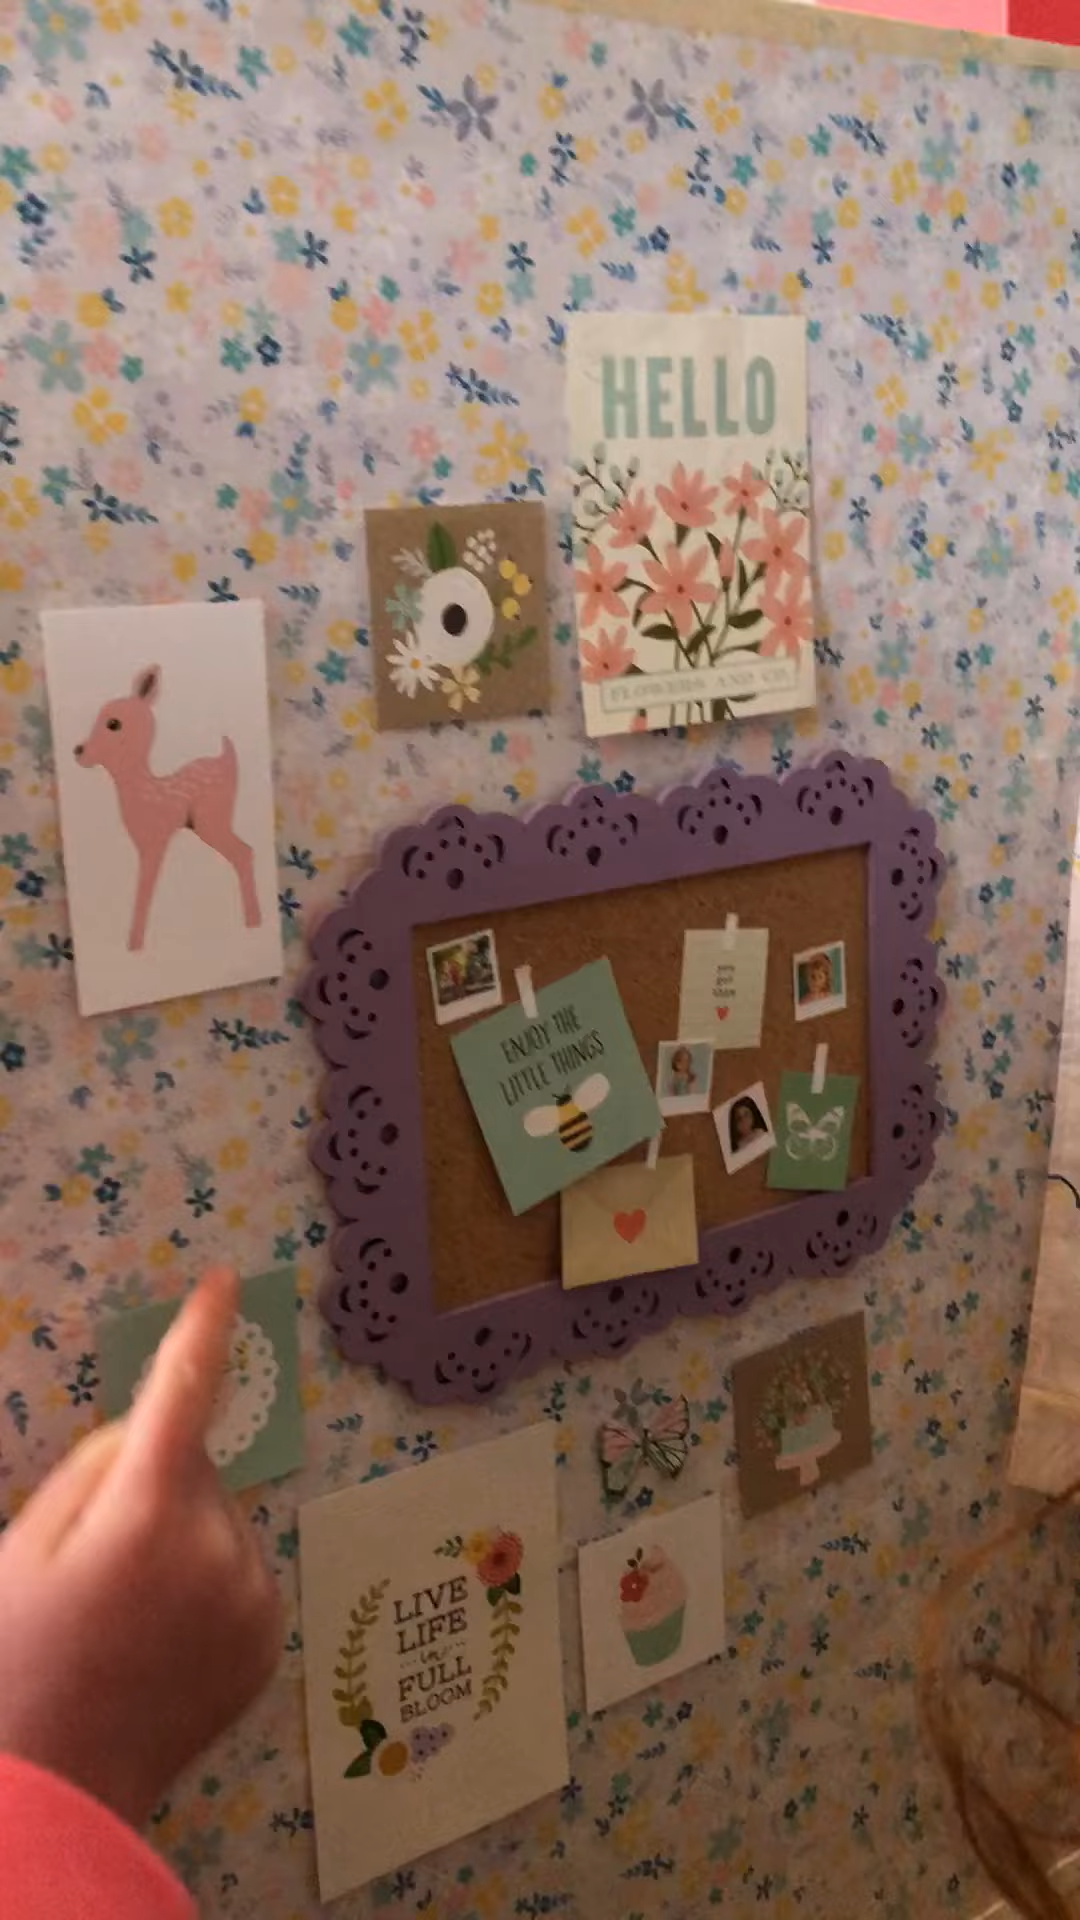 HELLO
FLOWERS AND CO.
ENJOY THE
LITTLE THINGS
LIVE
LIFE
in
FULL
BLOOM